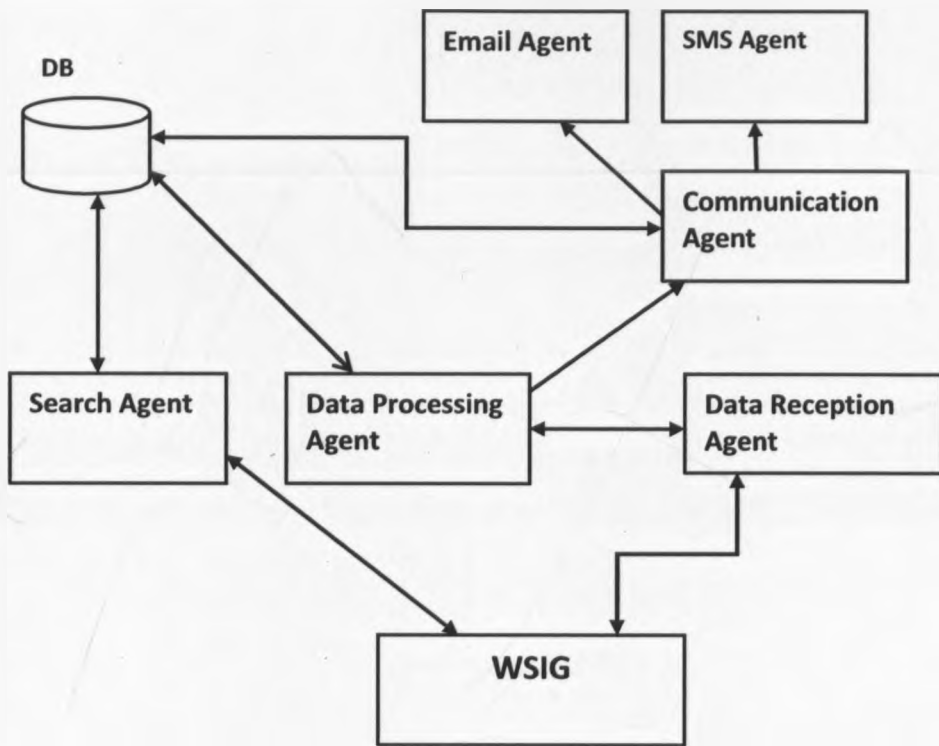 Email Agent
SMS Agent
DB
Communication
Agent
Search Agent
Data Processing
Agent
Data Reception
Agent
WSIG